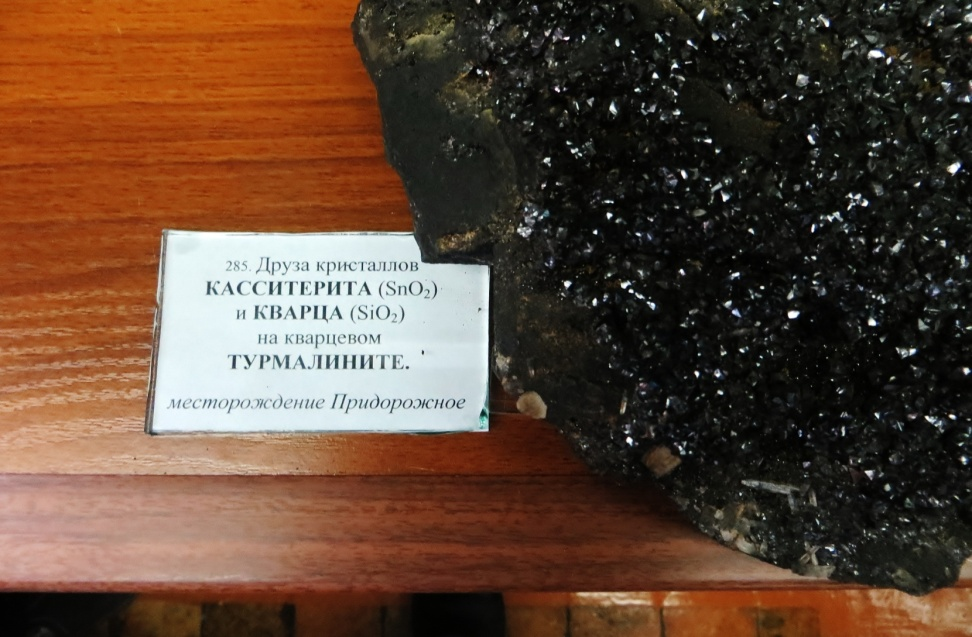 285. Друза кристаллов
КАССИТЕРИТА (SnO₂)
и КВАРЦА (SiO₂)
на кварцевом
ТУРМАЛИНИТЕ.
месторождение Придорожное